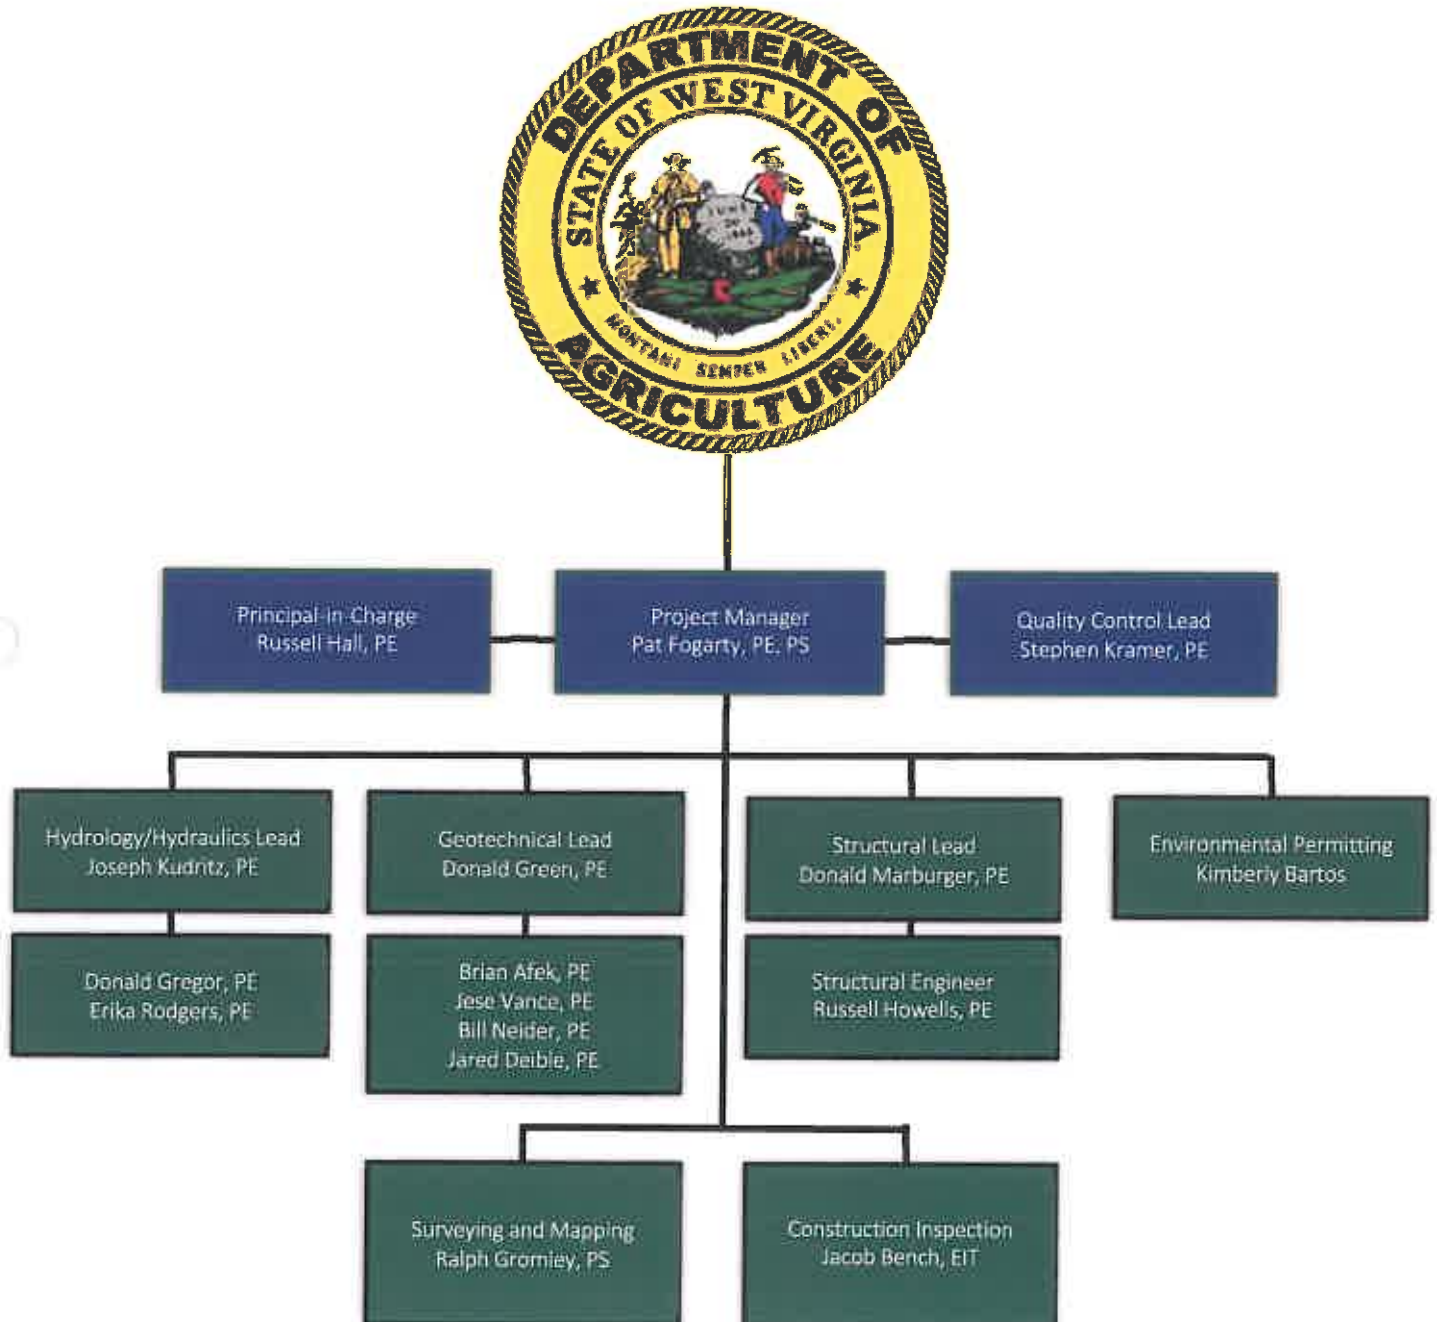 DEPARTMENT OF
STATE OF WEST VIRGINIA
JUNE
20
1863
MONTANI SEMPER LIBERI.
AGRICULTURE
Principal-in-Charge
Russell Hall, PE
Project Manager
Pat Fogarty, PE, PS
Quality Control Lead
Stephen Kramer, PE
Hydrology/Hydraulics Lead
Joseph Kudritz, PE
Geotechnical Lead
Donald Green, PE
Structural Lead
Donald Marburger, PE
Environmental Permitting
Kimberly Bartos
Donald Gregor, PE
Erika Rodgers, PE
Brian Afek, PE
Jese Vance, PE
Bill Neider, PE
Jared Deible, PE
Structural Engineer
Russell Howells, PE
Surveying and Mapping
Ralph Gromley, PS
Construction Inspection
Jacob Bench, EIT